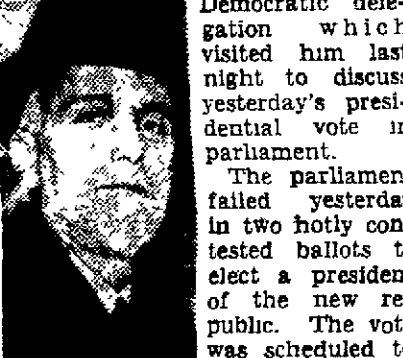 Democratic dele-
gation which
visited him last
night to discuss
yesterday's presi-
dential vote in
parliament.
The parliament
failed yesterday
in two hotly con-
tested ballots to
elect a president
of the new re-
public. The vote
was scheduled to